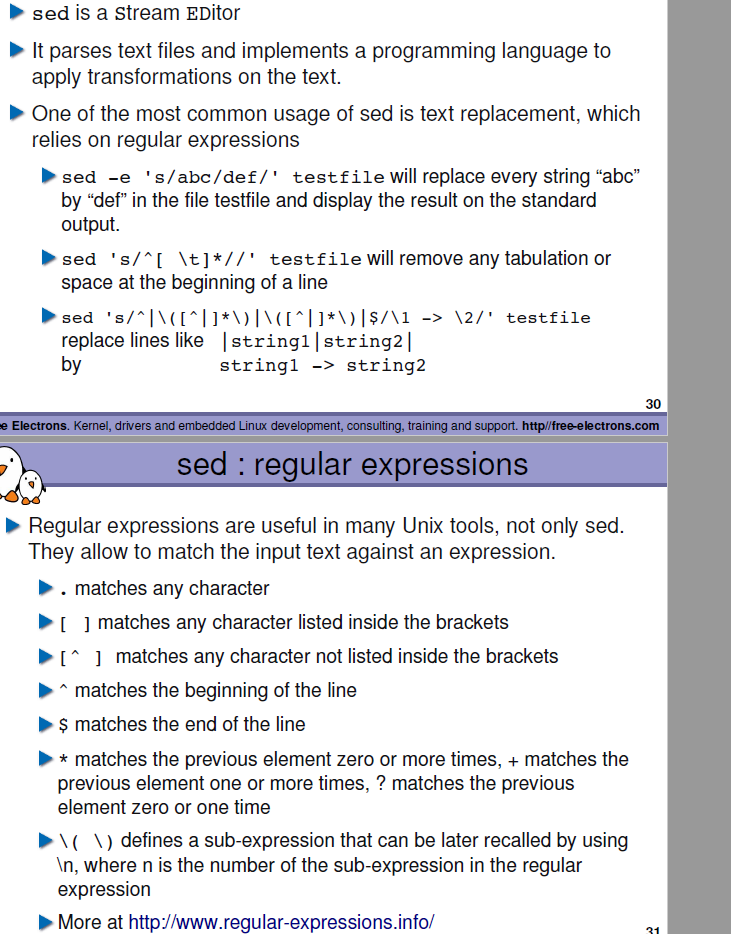 sed is a Stream EDitor
It parses text files and implements a programming language to
apply transformations on the text.
One of the most common usage of sed is text replacement, which
relies on regular expressions
sed -e 's/abc/def/' testfile will replace every string “abc”
by “def” in the file testfile and display the result on the standard
output.
sed 's/^[ \t]*//' testfile will remove any tabulation or
space at the beginning of a line
sed 's/^|\([^|]*\)|\([^|]*\)|$/\1 -> \2/' testfile
replace lines like |string1|string2|
by string1 -> string2
30
e Electrons. Kernel, drivers and embedded Linux development, consulting, training and support. http//free-electrons.com
sed : regular expressions
Regular expressions are useful in many Unix tools, not only sed.
They allow to match the input text against an expression.
. matches any character
[ ] matches any character listed inside the brackets
[^ ] matches any character not listed inside the brackets
^ matches the beginning of the line
$ matches the end of the line
* matches the previous element zero or more times, + matches the
previous element one or more times, ? matches the previous
element zero or one time
\( \) defines a sub-expression that can be later recalled by using
\n, where n is the number of the sub-expression in the regular
expression
More at http://www.regular-expressions.info/
31